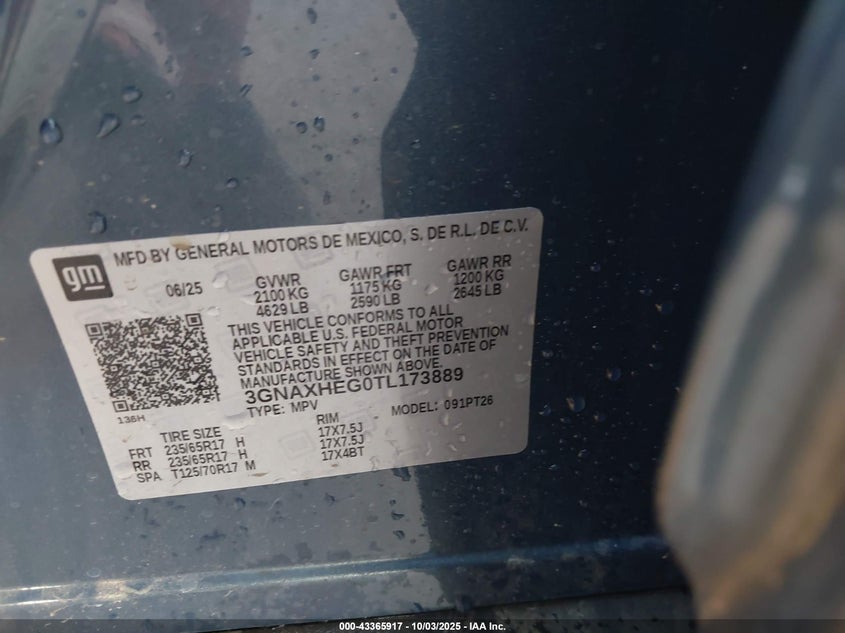 gm
MFD BY GENERAL MOTORS DE MEXICO, S. DE R.L. DE C.V.
06/25 GVWR GAWR FRT GAWR RR
2100 KG 1175 KG 1200 KG
4629 LB 2590 LB 2645 LB
THIS VEHICLE CONFORMS TO ALL
APPLICABLE U.S. FEDERAL MOTOR
VEHICLE SAFETY AND THEFT PREVENTION
STANDARDS IN EFFECT ON THE DATE OF
MANUFACTURE SHOWN ABOVE.
3GNAXHEG0TL173889
136H
TYPE: MPV MODEL: 091PT26
TIRE SIZE RIM
FRT 235/65R17 H 17X7.5J
RR 235/65R17 H 17X7.5J
SPA T125/70R17 M 17X4BT
000-43365917 - 10/03/2025 - IAA Inc.